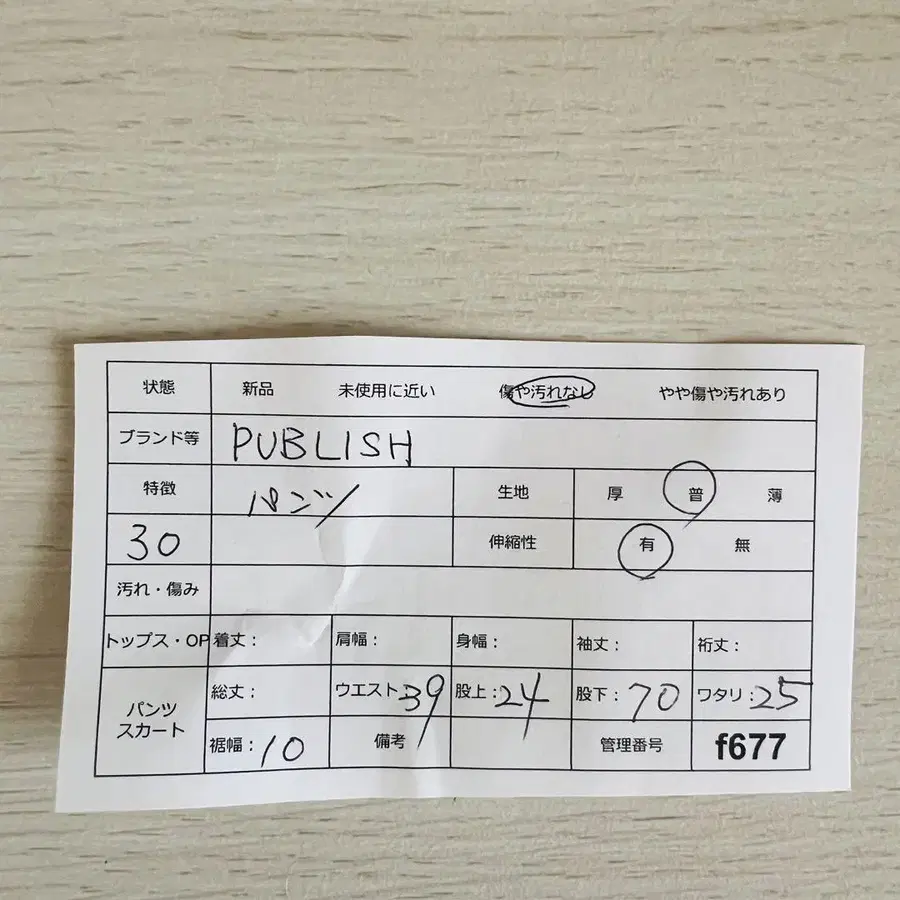 状態 新品 未使用に近い 傷や汚れなし やや傷や汚れあり
ブランド等 PUBLISH
特徴 パンツ 生地 厚 普 薄
30 伸縮性 有 無
汚れ・傷み
トップス・OP 着丈： 肩幅： 身幅： 袖丈： 裄丈：
パンツ スカート 総丈： ウエスト 39 股上：24 股下：70 ワタリ：25
裾幅：10 備考 管理番号 f677